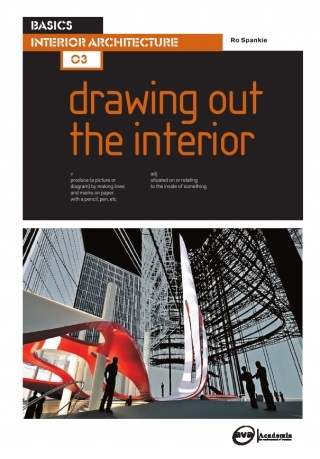 BASICS
INTERIOR ARCHITECTURE
Ro Spankie
03
drawing out
the interior
v
produce (a picture or
diagram) by making lines
and marks on paper
with a pencil, pen, etc
adj
situated on or relating
to the inside of something
ava
Academia